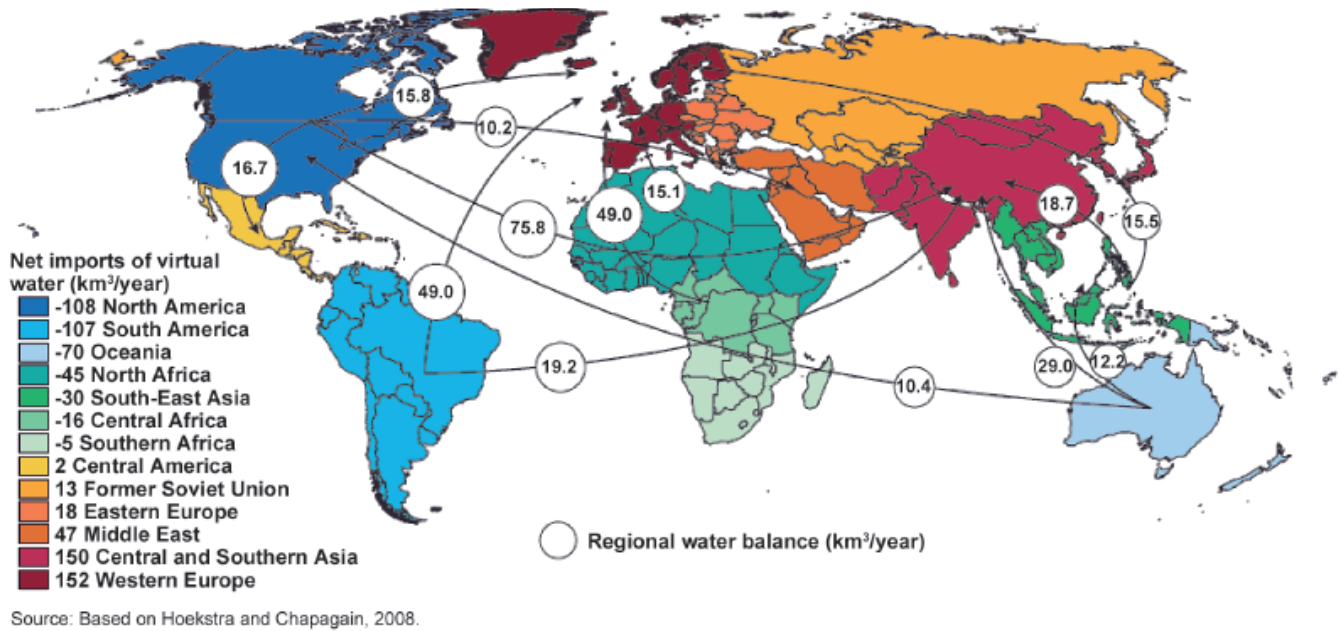 15.8
10.2
16.7
15.1
49.0
75.8
18.7
15.5
49.0
19.2
29.0
12.2
10.4
Net imports of virtual
water (km³/year)
-108 North America
-107 South America
-70 Oceania
-45 North Africa
-30 South-East Asia
-16 Central Africa
-5 Southern Africa
2 Central America
13 Former Soviet Union
18 Eastern Europe
47 Middle East
150 Central and Southern Asia
152 Western Europe
Regional water balance (km³/year)
Source: Based on Hoekstra and Chapagain, 2008.